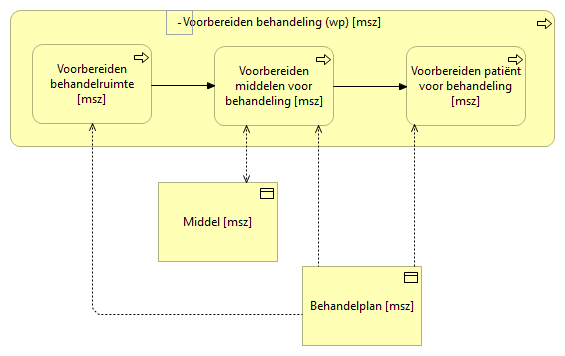 - Voorbereiden behandeling (wp) [msz]
Voorbereiden
behandelruimte
[msz]
Voorbereiden
middelen voor
behandeling [msz]
Voorbereiden patiënt
voor behandeling
[msz]
Middel [msz]
Behandelplan [msz]